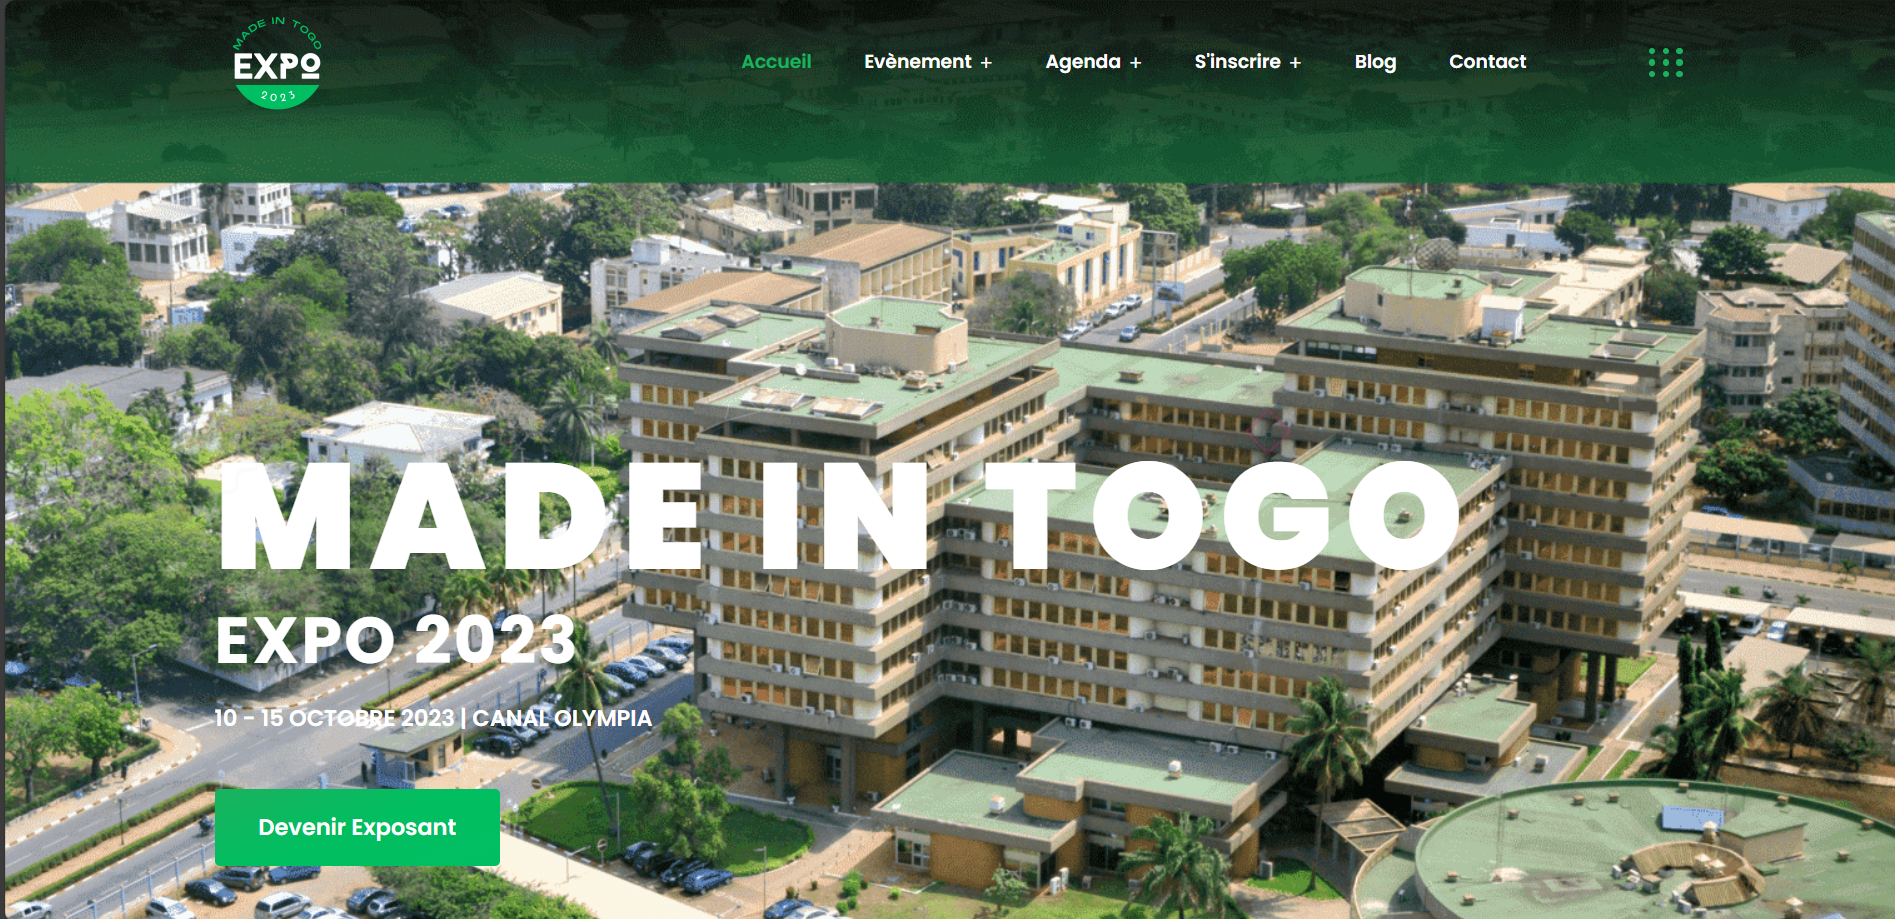 MADE IN TOGO
EXPO
2023
Accueil
Evènement +
Agenda +
S'inscrire +
Blog
Contact
MADE IN TOGO
EXPO 2023
10 - 15 OCTOBRE 2023 | CANAL OLYMPIA
Devenir Exposant